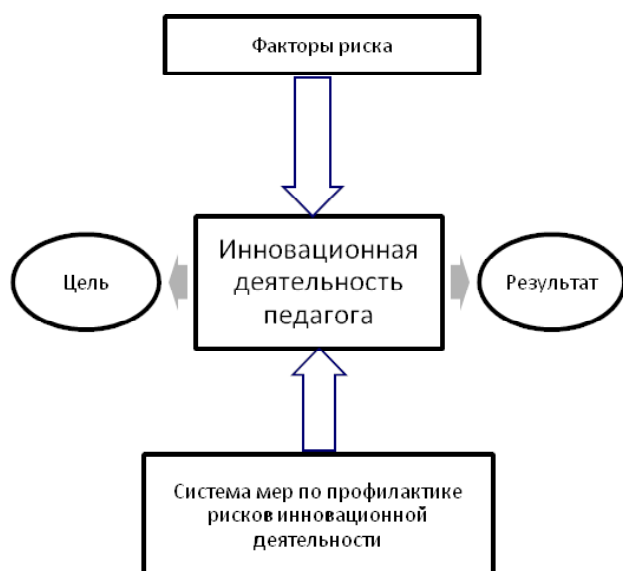 Факторы риска
Инновационная
деятельность
педагога
Цель
Результат
Система мер по профилактике
рисков инновационной
деятельности